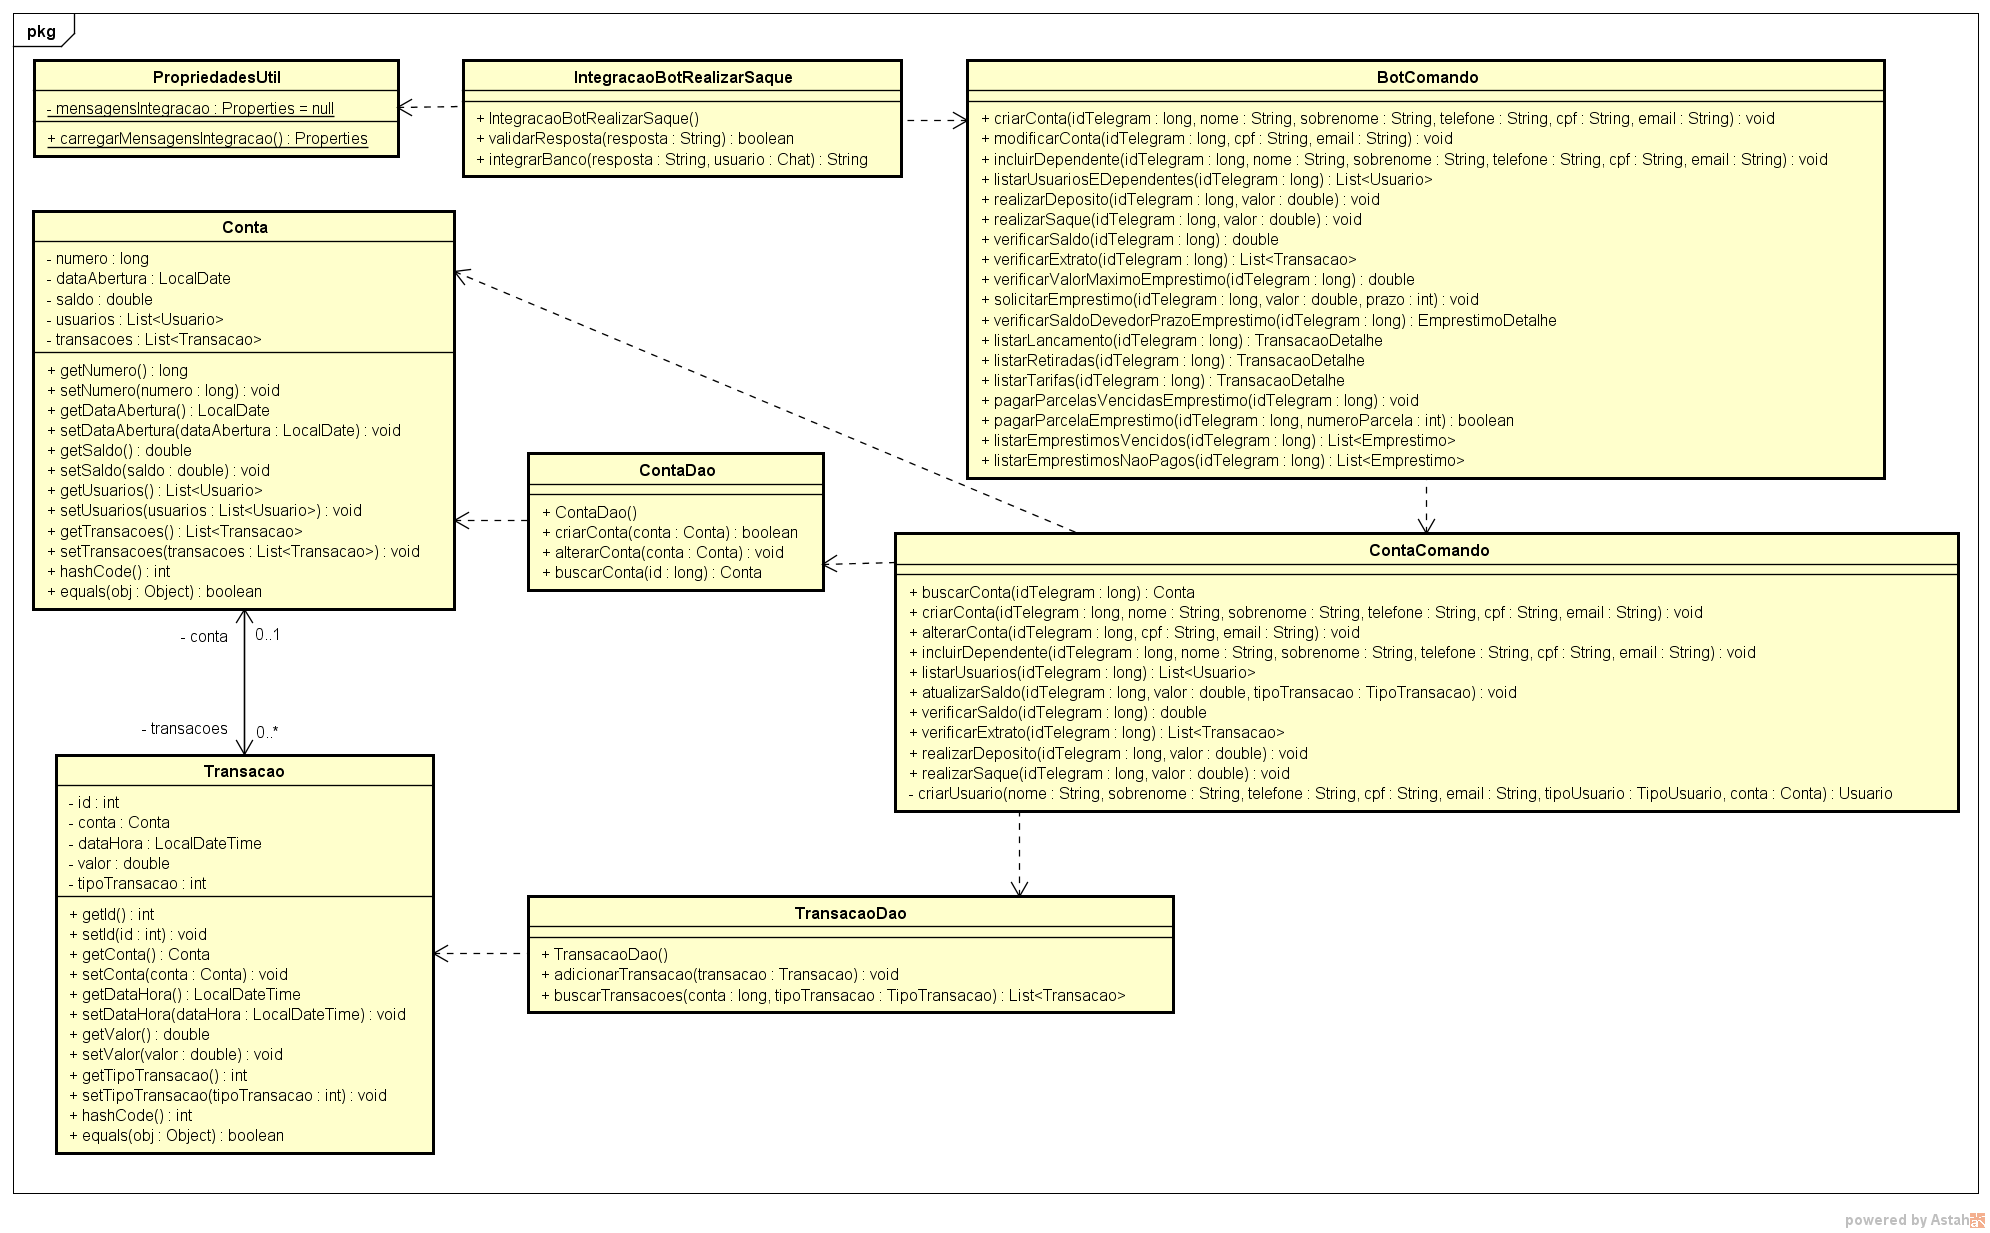 pkg
PropriedadesUtil
- mensagensIntegracao : Properties = null
+ carregarMensagensIntegracao() : Properties
IntegracaoBotRealizarSaque
+ IntegracaoBotRealizarSaque()
+ validarResposta(resposta : String) : boolean
+ integrarBanco(resposta : String, usuario : Chat) : String
BotComando
+ criarConta(idTelegram : long, nome : String, sobrenome : String, telefone : String, cpf : String, email : String) : void
+ modificarConta(idTelegram : long, cpf : String, email : String) : void
+ incluirDependente(idTelegram : long, nome : String, sobrenome : String, telefone : String, cpf : String, email : String) : void
+ listarUsuariosEDependentes(idTelegram : long) : List<Usuario>
+ realizarDeposito(idTelegram : long, valor : double) : void
+ realizarSaque(idTelegram : long, valor : double) : void
+ verificarSaldo(idTelegram : long) : double
+ verificarExtrato(idTelegram : long) : List<Transacao>
+ verificarValorMaximoEmprestimo(idTelegram : long) : double
+ solicitarEmprestimo(idTelegram : long, valor : double, prazo : int) : void
+ verificarSaldoDevedorPrazoEmprestimo(idTelegram : long) : EmprestimoDetalhe
+ listarLancamento(idTelegram : long) : TransacaoDetalhe
+ listarRetiradas(idTelegram : long) : TransacaoDetalhe
+ listarTarifas(idTelegram : long) : TransacaoDetalhe
+ pagarParcelasVencidasEmprestimo(idTelegram : long) : void
+ pagarParcelaEmprestimo(idTelegram : long, numeroParcela : int) : boolean
+ listarEmprestimosVencidos(idTelegram : long) : List<Emprestimo>
+ listarEmprestimosNaoPagos(idTelegram : long) : List<Emprestimo>
Conta
- numero : long
- dataAbertura : LocalDate
- saldo : double
- usuarios : List<Usuario>
- transacoes : List<Transacao>
+ getNumero() : long
+ setNumero(numero : long) : void
+ getDataAbertura() : LocalDate
+ setDataAbertura(dataAbertura : LocalDate) : void
+ getSaldo() : double
+ setSaldo(saldo : double) : void
+ getUsuarios() : List<Usuario>
+ setUsuarios(usuarios : List<Usuario>) : void
+ getTransacoes() : List<Transacao>
+ setTransacoes(transacoes : List<Transacao>) : void
+ hashCode() : int
+ equals(obj : Object) : boolean
ContaDao
+ ContaDao()
+ criarConta(conta : Conta) : boolean
+ alterarConta(conta : Conta) : void
+ buscarConta(id : long) : Conta
ContaComando
+ buscarConta(idTelegram : long) : Conta
+ criarConta(idTelegram : long, nome : String, sobrenome : String, telefone : String, cpf : String, email : String) : void
+ alterarConta(idTelegram : long, cpf : String, email : String) : void
+ incluirDependente(idTelegram : long, nome : String, sobrenome : String, telefone : String, cpf : String, email : String) : void
+ listarUsuarios(idTelegram : long) : List<Usuario>
+ atualizarSaldo(idTelegram : long, valor : double, tipoTransacao : TipoTransacao) : void
+ verificarSaldo(idTelegram : long) : double
+ verificarExtrato(idTelegram : long) : List<Transacao>
+ realizarDeposito(idTelegram : long, valor : double) : void
+ realizarSaque(idTelegram : long, valor : double) : void
- criarUsuario(nome : String, sobrenome : String, telefone : String, cpf : String, email : String, tipoUsuario : TipoUsuario, conta : Conta) : Usuario
- conta 0..1
- transacoes 0..*
Transacao
- id : int
- conta : Conta
- dataHora : LocalDateTime
- valor : double
- tipoTransacao : int
+ getId() : int
+ setId(id : int) : void
+ getConta() : Conta
+ setConta(conta : Conta) : void
+ getDataHora() : LocalDateTime
+ setDataHora(dataHora : LocalDateTime) : void
+ getValor() : double
+ setValor(valor : double) : void
+ getTipoTransacao() : int
+ setTipoTransacao(tipoTransacao : int) : void
+ hashCode() : int
+ equals(obj : Object) : boolean
TransacaoDao
+ TransacaoDao()
+ adicionarTransacao(transacao : Transacao) : void
+ buscarTransacoes(conta : long, tipoTransacao : TipoTransacao) : List<Transacao>
powered by Astah